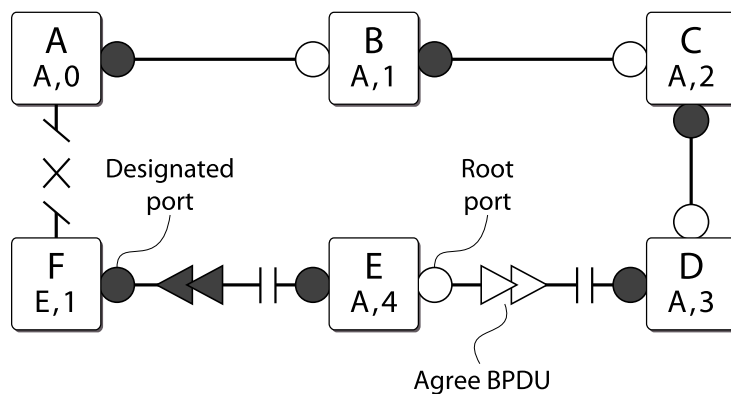 A
A,0
B
A,1
C
A,2
Designated
port
Root
port
F
E,1
E
A,4
D
A,3
Agree BPDU